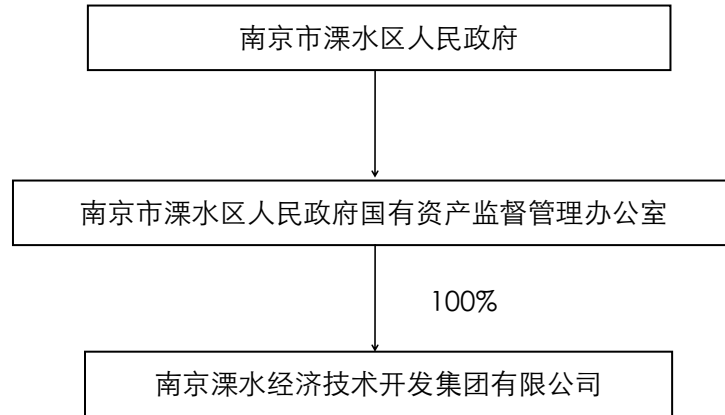 南京市溧水区人民政府
南京市溧水区人民政府国有资产监督管理办公室
100%
南京溧水经济技术开发集团有限公司